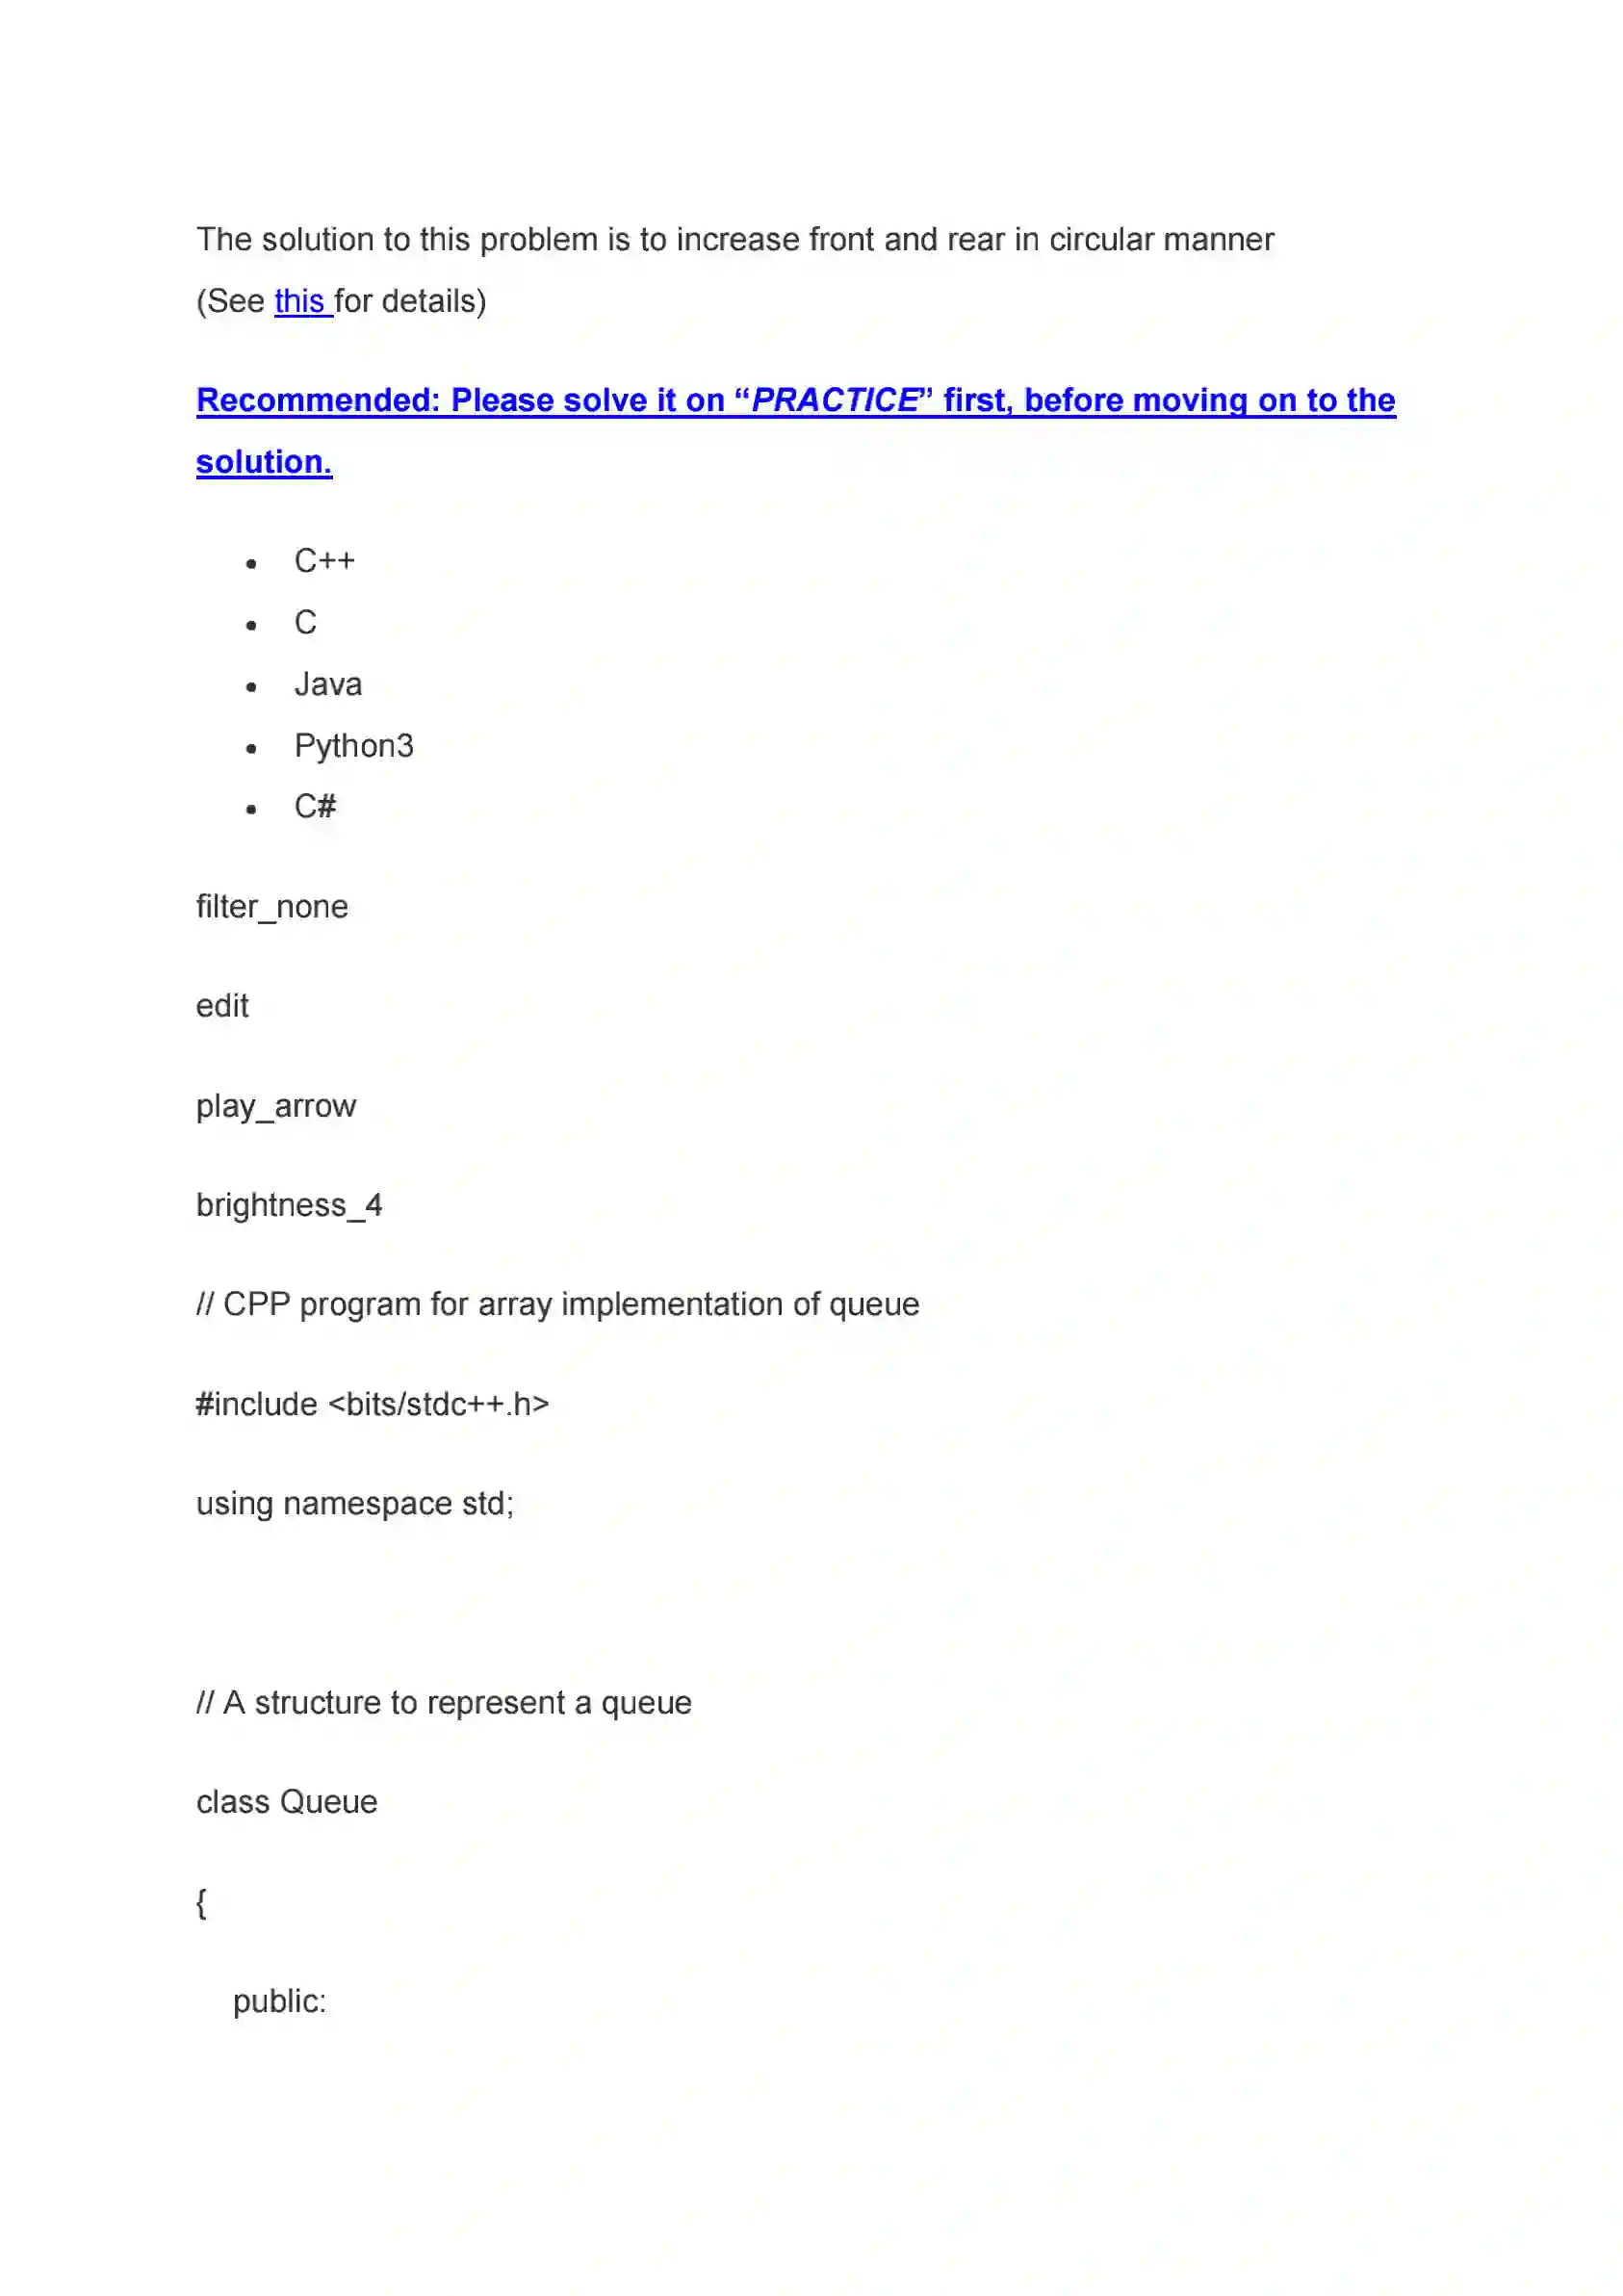 The solution to this problem is to increase front and rear in circular manner
(See this for details)
Recommended: Please solve it on “PRACTICE” first, before moving on to the
solution.
• C++
• C
• Java
• Python3
• C#
filter_none
edit
play_arrow
brightness_4
// CPP program for array implementation of queue
#include <bits/stdc++.h>
using namespace std;
// A structure to represent a queue
class Queue
{
public: